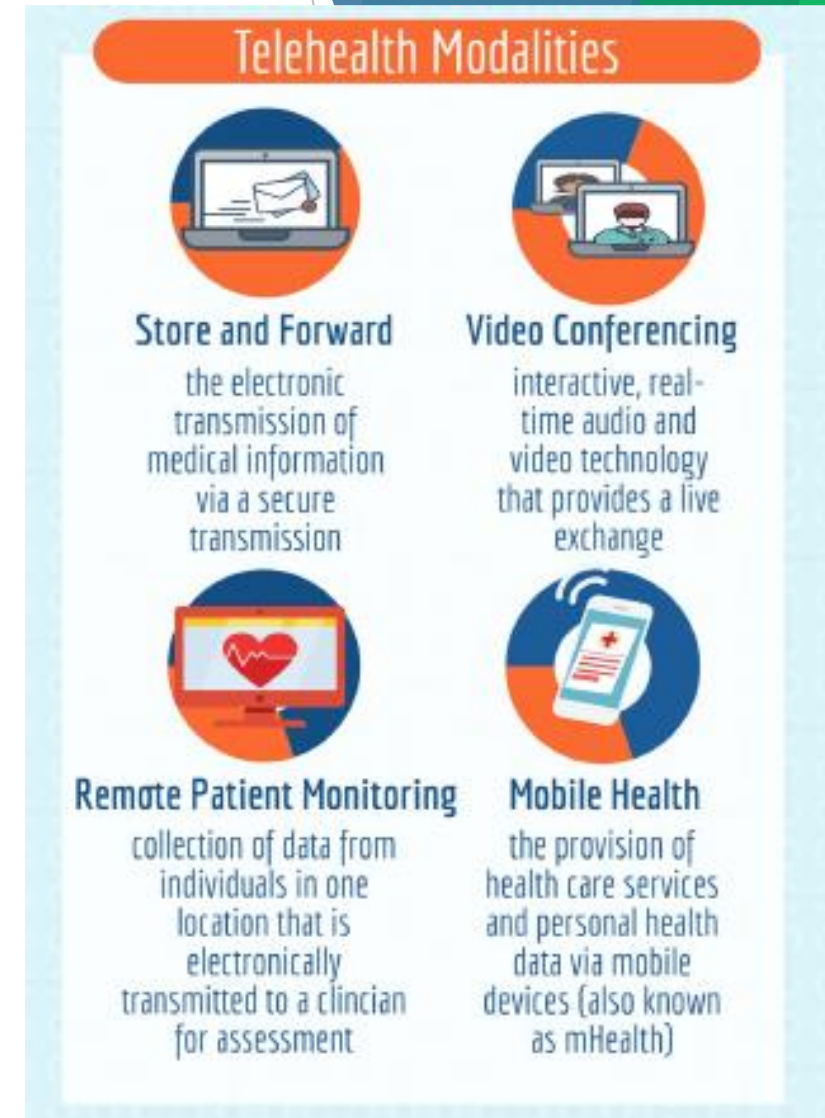 Telehealth Modalities
Store and Forward
the electronic
transmission of
medical information
via a secure
transmission
Video Conferencing
interactive, real-
time audio and
video technology
that provides a live
exchange
Remote Patient Monitoring
collection of data from
individuals in one
location that is
electronically
transmitted to a clincian
for assessment
Mobile Health
the provision of
health care services
and personal health
data via mobile
devices (also known
as mHealth)